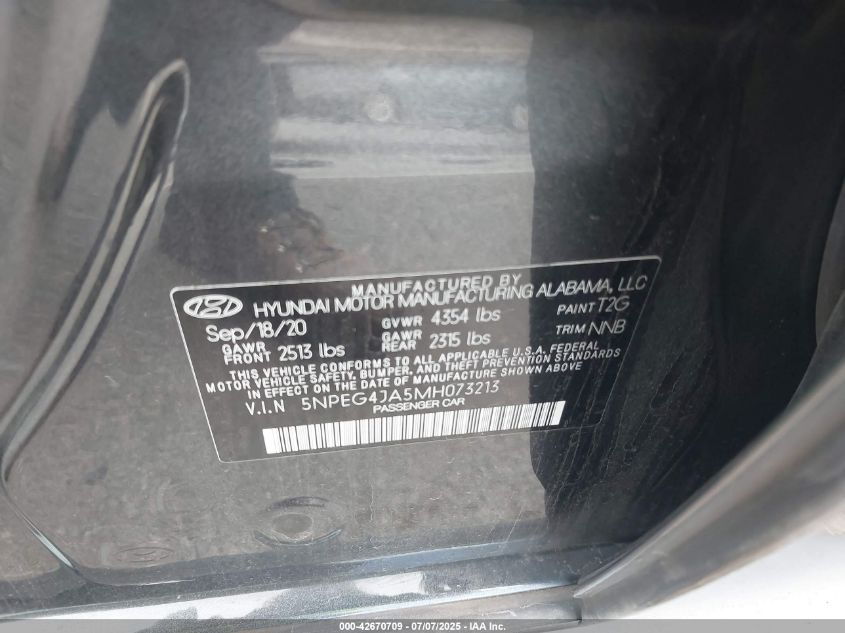 MANUFACTURED BY
HYUNDAI MOTOR MANUFACTURING ALABAMA, LLC
Sep/18/20 GVWR 4354 lbs PAINT T2G
GAWR FRONT 2513 lbs GAWR REAR 2315 lbs TRIM NNB
THIS VEHICLE CONFORMS TO ALL APPLICABLE U.S.A. FEDERAL
MOTOR VEHICLE SAFETY, BUMPER, AND THEFT PREVENTION STANDARDS
IN EFFECT ON THE DATE OF MANUFACTURE SHOWN ABOVE
V.I.N 5NPEG4JA5MH073213
PASSENGER CAR
000-42670709 - 07/07/2025 - IAA Inc.